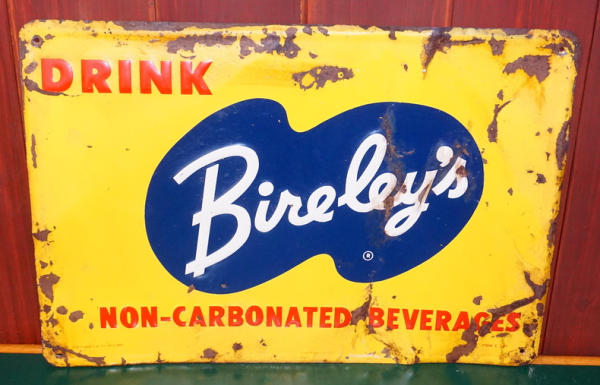 DRINK
Bireley's
®
NON-CARBONATED BEVERAGES